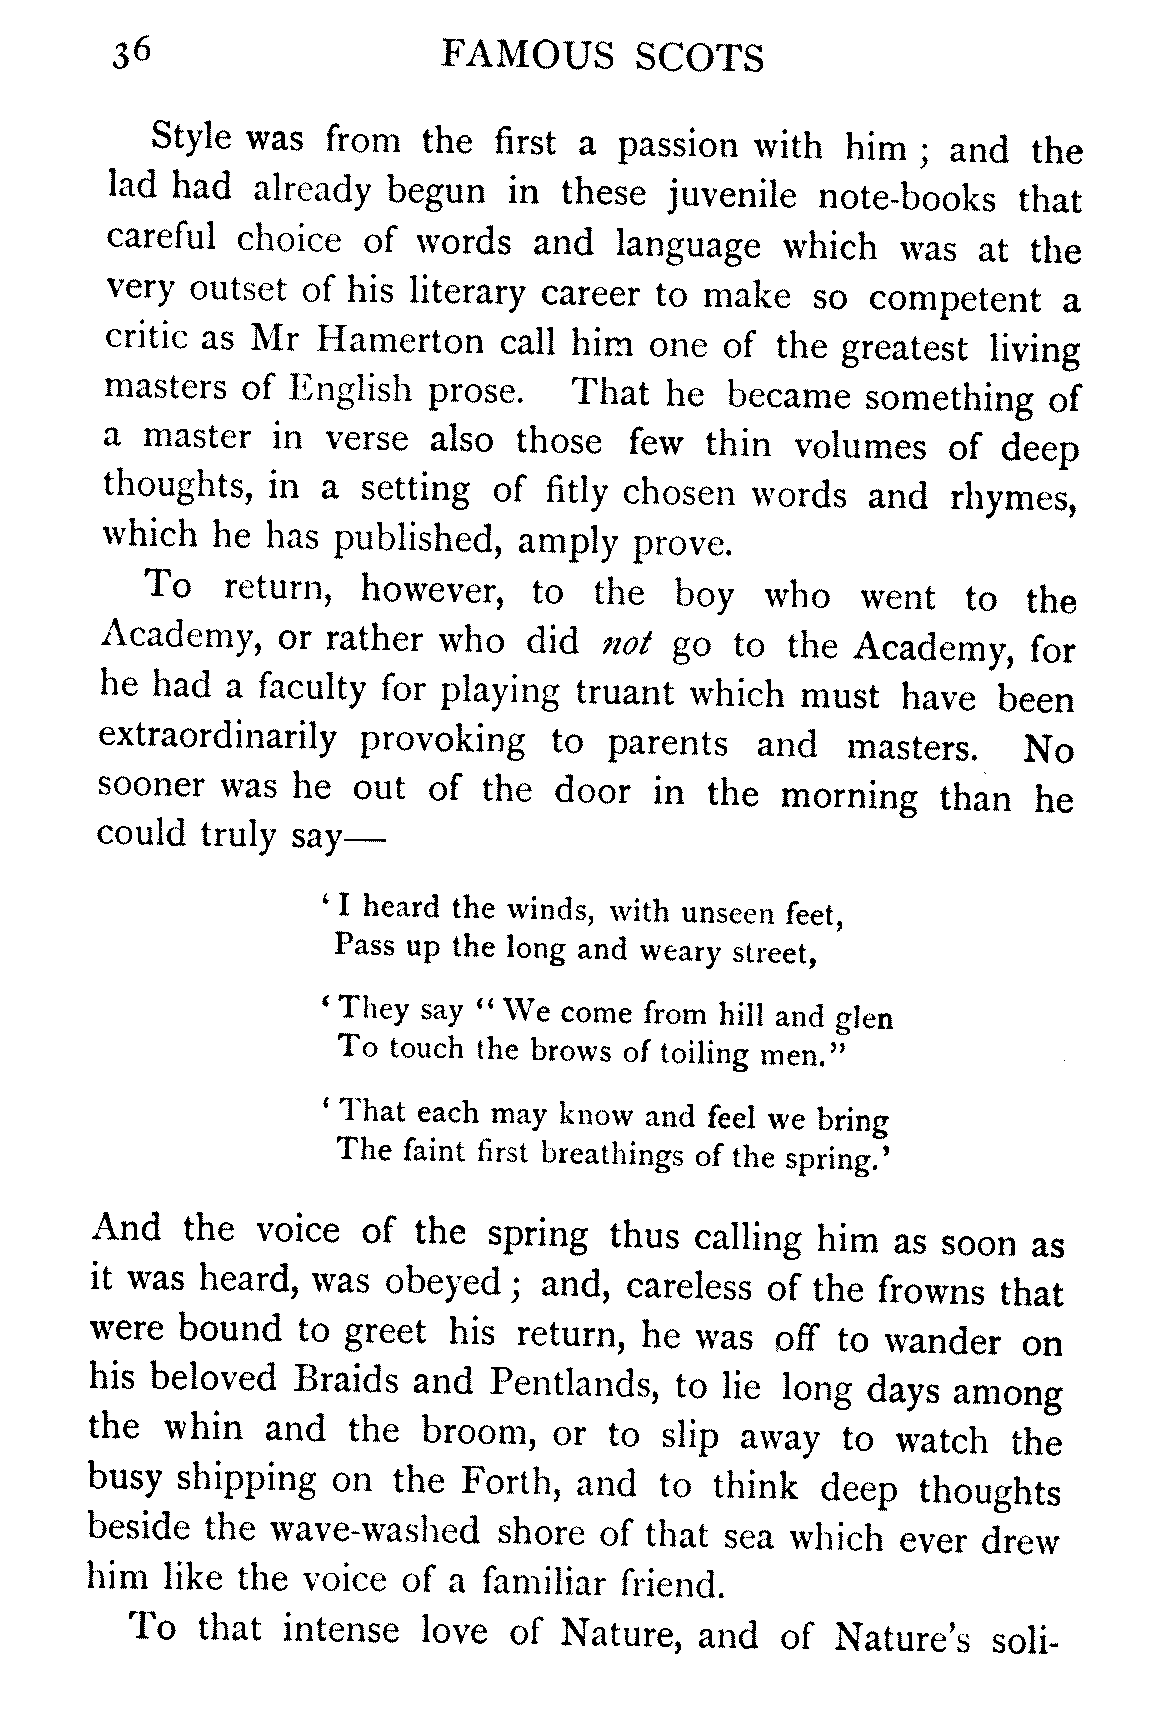 36 FAMOUS SCOTS
Style was from the first a passion with him ; and the
lad had already begun in these juvenile note-books that
careful choice of words and language which was at the
very outset of his literary career to make so competent a
critic as Mr Hamerton call him one of the greatest living
masters of English prose. That he became something of
a master in verse also those few thin volumes of deep
thoughts, in a setting of fitly chosen words and rhymes,
which he has published, amply prove.
To return, however, to the boy who went to the
Academy, or rather who did not go to the Academy, for
he had a faculty for playing truant which must have been
extraordinarily provoking to parents and masters. No
sooner was he out of the door in the morning than he
could truly say—
‘ I heard the winds, with unseen feet,
Pass up the long and weary street,
‘ They say “ We come from hill and glen
To touch the brows of toiling men.”
‘ That each may know and feel we bring
The faint first breathings of the spring.’
And the voice of the spring thus calling him as soon as
it was heard, was obeyed ; and, careless of the frowns that
were bound to greet his return, he was off to wander on
his beloved Braids and Pentlands, to lie long days among
the whin and the broom, or to slip away to watch the
busy shipping on the Forth, and to think deep thoughts
beside the wave-washed shore of that sea which ever drew
him like the voice of a familiar friend.
To that intense love of Nature, and of Nature’s soli-